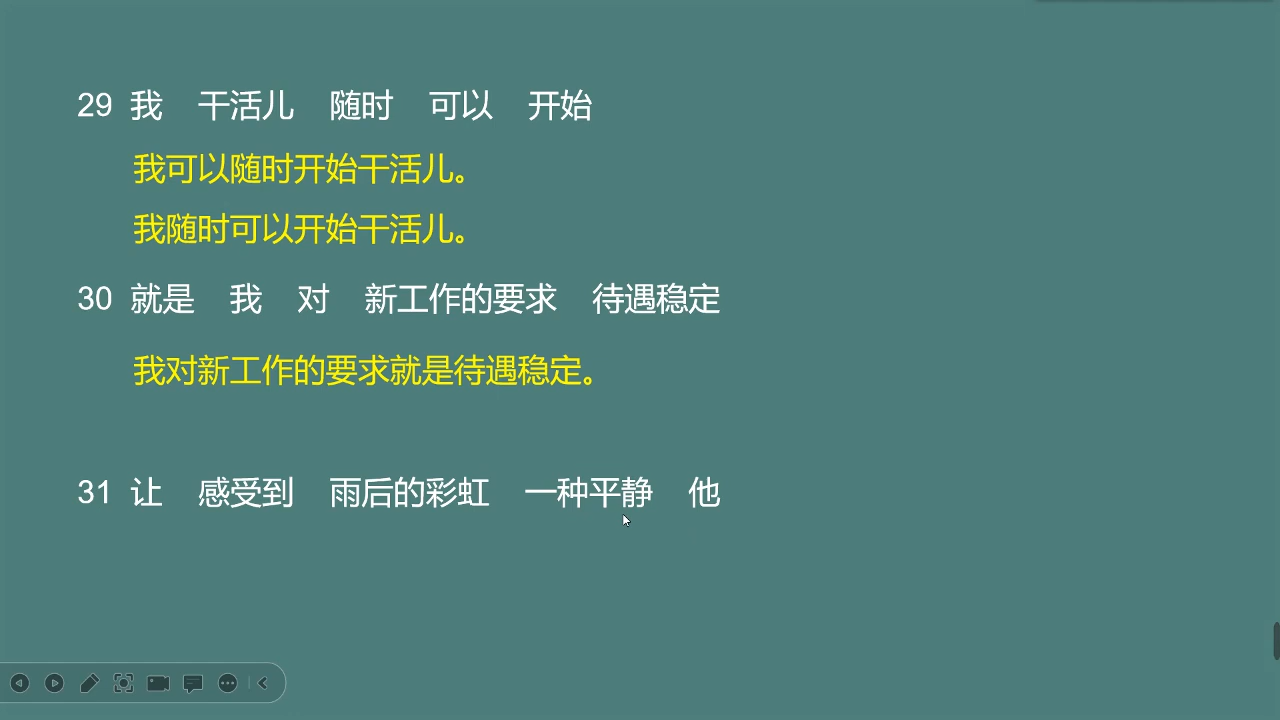 29 我 干活儿 随时 可以 开始
我可以随时开始干活儿。
我随时可以开始干活儿。
30 就是 我 对 新工作的要求 待遇稳定
我对新工作的要求就是待遇稳定。
31 让 感受到 雨后的彩虹 一种平静 他